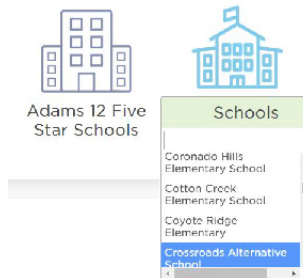 Adams 12 Five
Star Schools
Schools
Coronado Hills
Elementary School
Cotton Creek
Elementary School
Coyote Ridge
Elementary
Crossroads Alternative
School